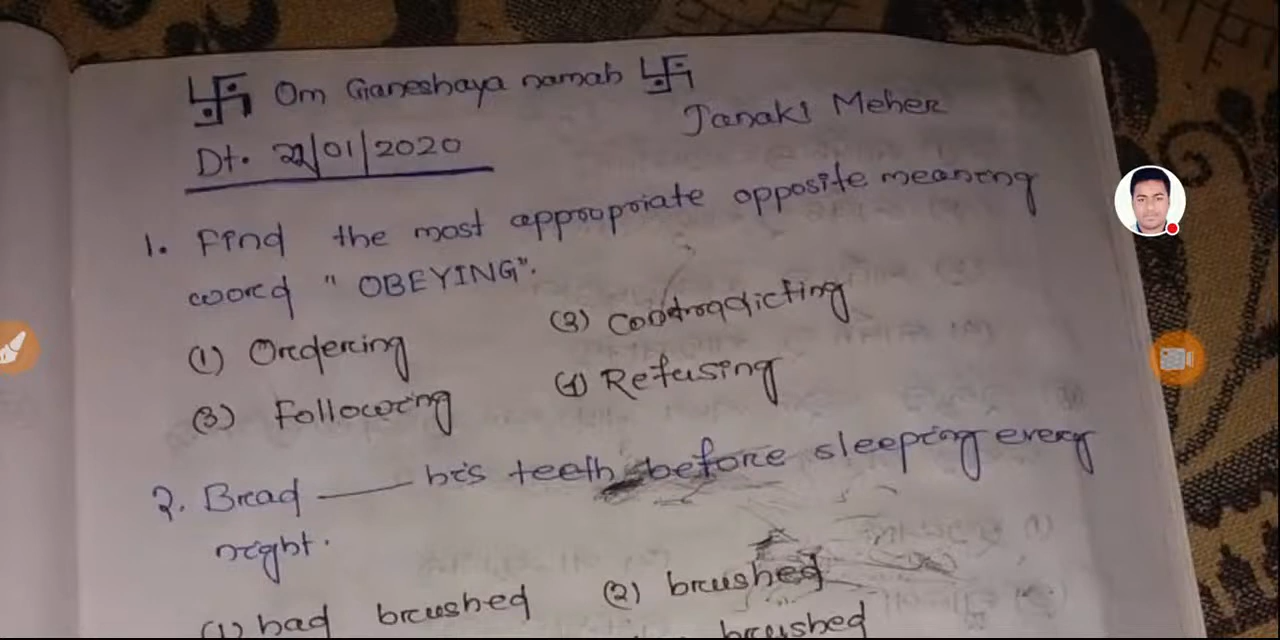 卐 Om Ganeshaya namah 卐
Janaki Meher
Dt. 22/01/2020
1. Find the most appropriate opposite meaning
word " OBEYING".
(1) Ordering
(2) Contradicting
(3) Following
(4) Refusing
2. Brad ___ his teeth before sleeping every
night.
(1) had brushed
(2) brushed
brushed